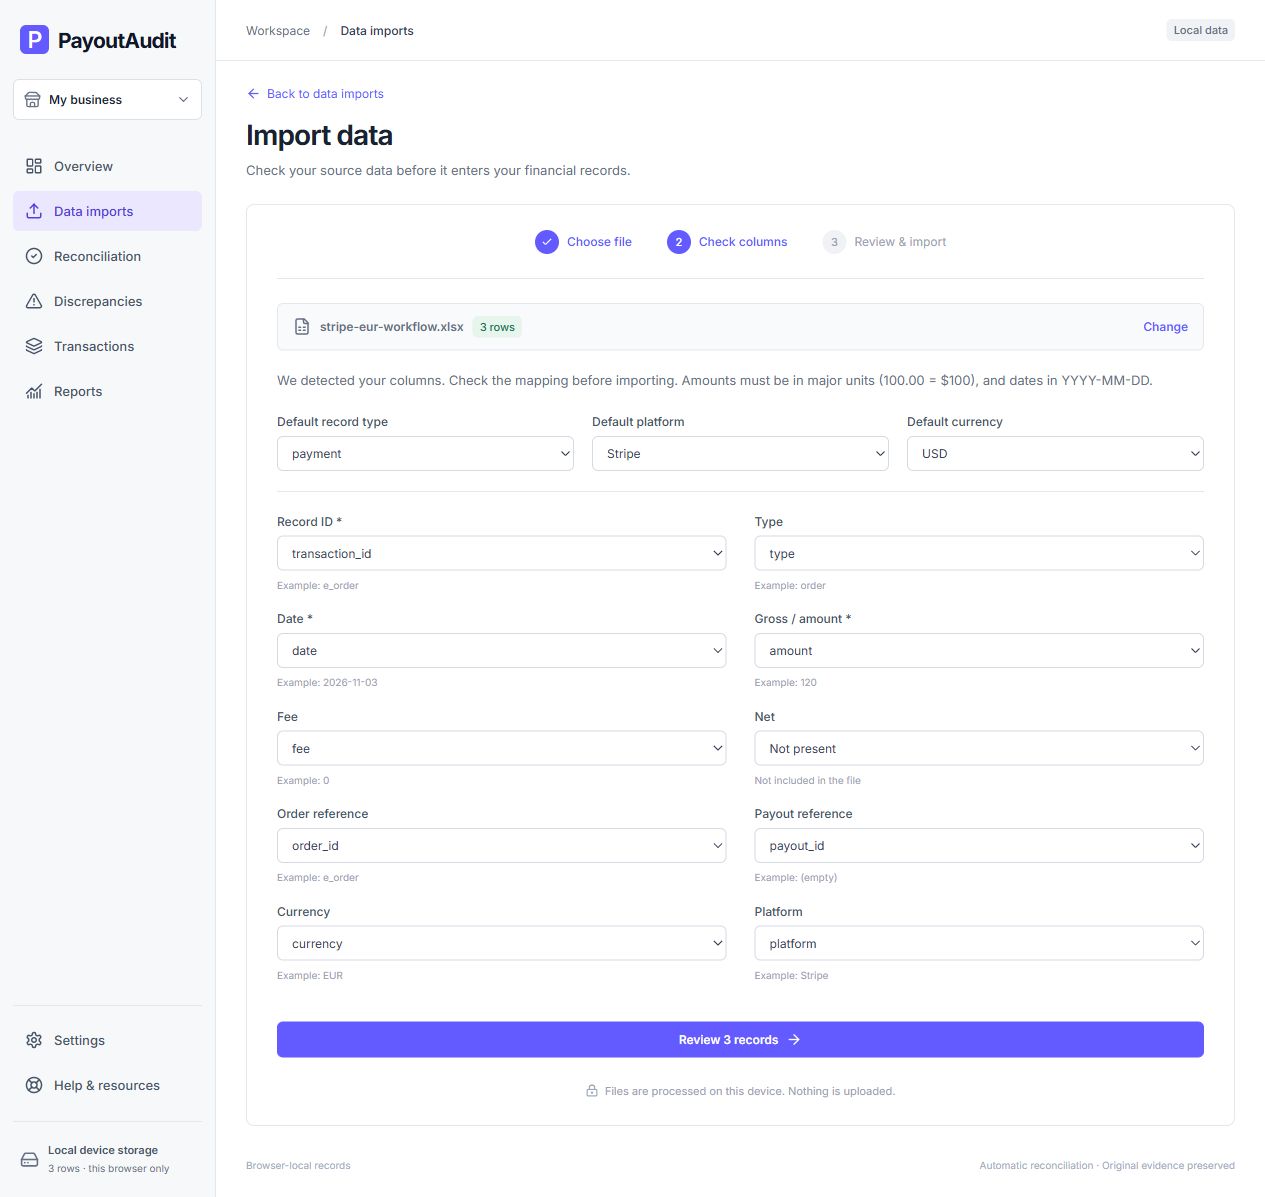 P PayoutAudit
My business
Overview
Data imports
Reconciliation
Discrepancies
Transactions
Reports
Settings
Help & resources
Local device storage
3 rows · this browser only
Workspace / Data imports
Local data
Back to data imports
Import data
Check your source data before it enters your financial records.
Choose file
2 Check columns
3 Review & import
stripe-eur-workflow.xlsx 3 rows
Change
We detected your columns. Check the mapping before importing. Amounts must be in major units (100.00 = $100), and dates in YYYY-MM-DD.
Default record type
payment
Default platform
Stripe
Default currency
USD
Record ID *
transaction_id
Example: e_order
Type
type
Example: order
Date *
date
Example: 2026-11-03
Gross / amount *
amount
Example: 120
Fee
fee
Example: 0
Net
Not present
Not included in the file
Order reference
order_id
Example: e_order
Payout reference
payout_id
Example: (empty)
Currency
currency
Example: EUR
Platform
platform
Example: Stripe
Review 3 records
Files are processed on this device. Nothing is uploaded.
Browser-local records
Automatic reconciliation · Original evidence preserved